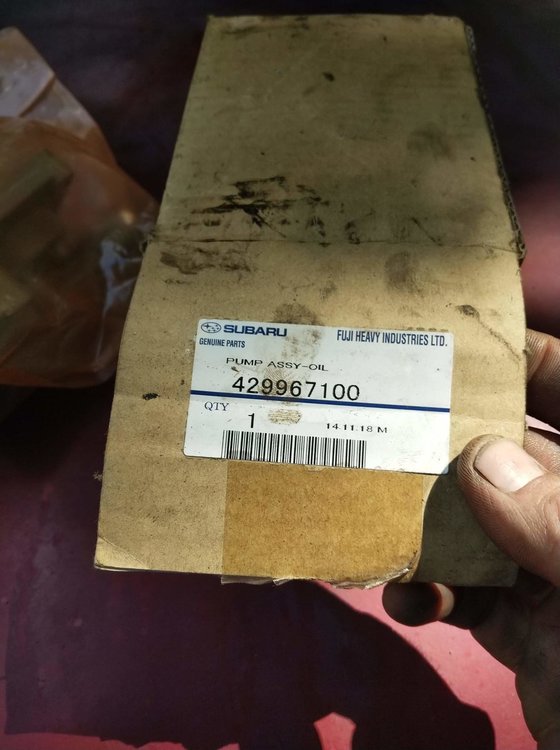 SUBARU FUJI HEAVY INDUSTRIES LTD.
GENUINE PARTS
PUMP ASSY-OIL
429967100
QTY
1 14.11.18 M